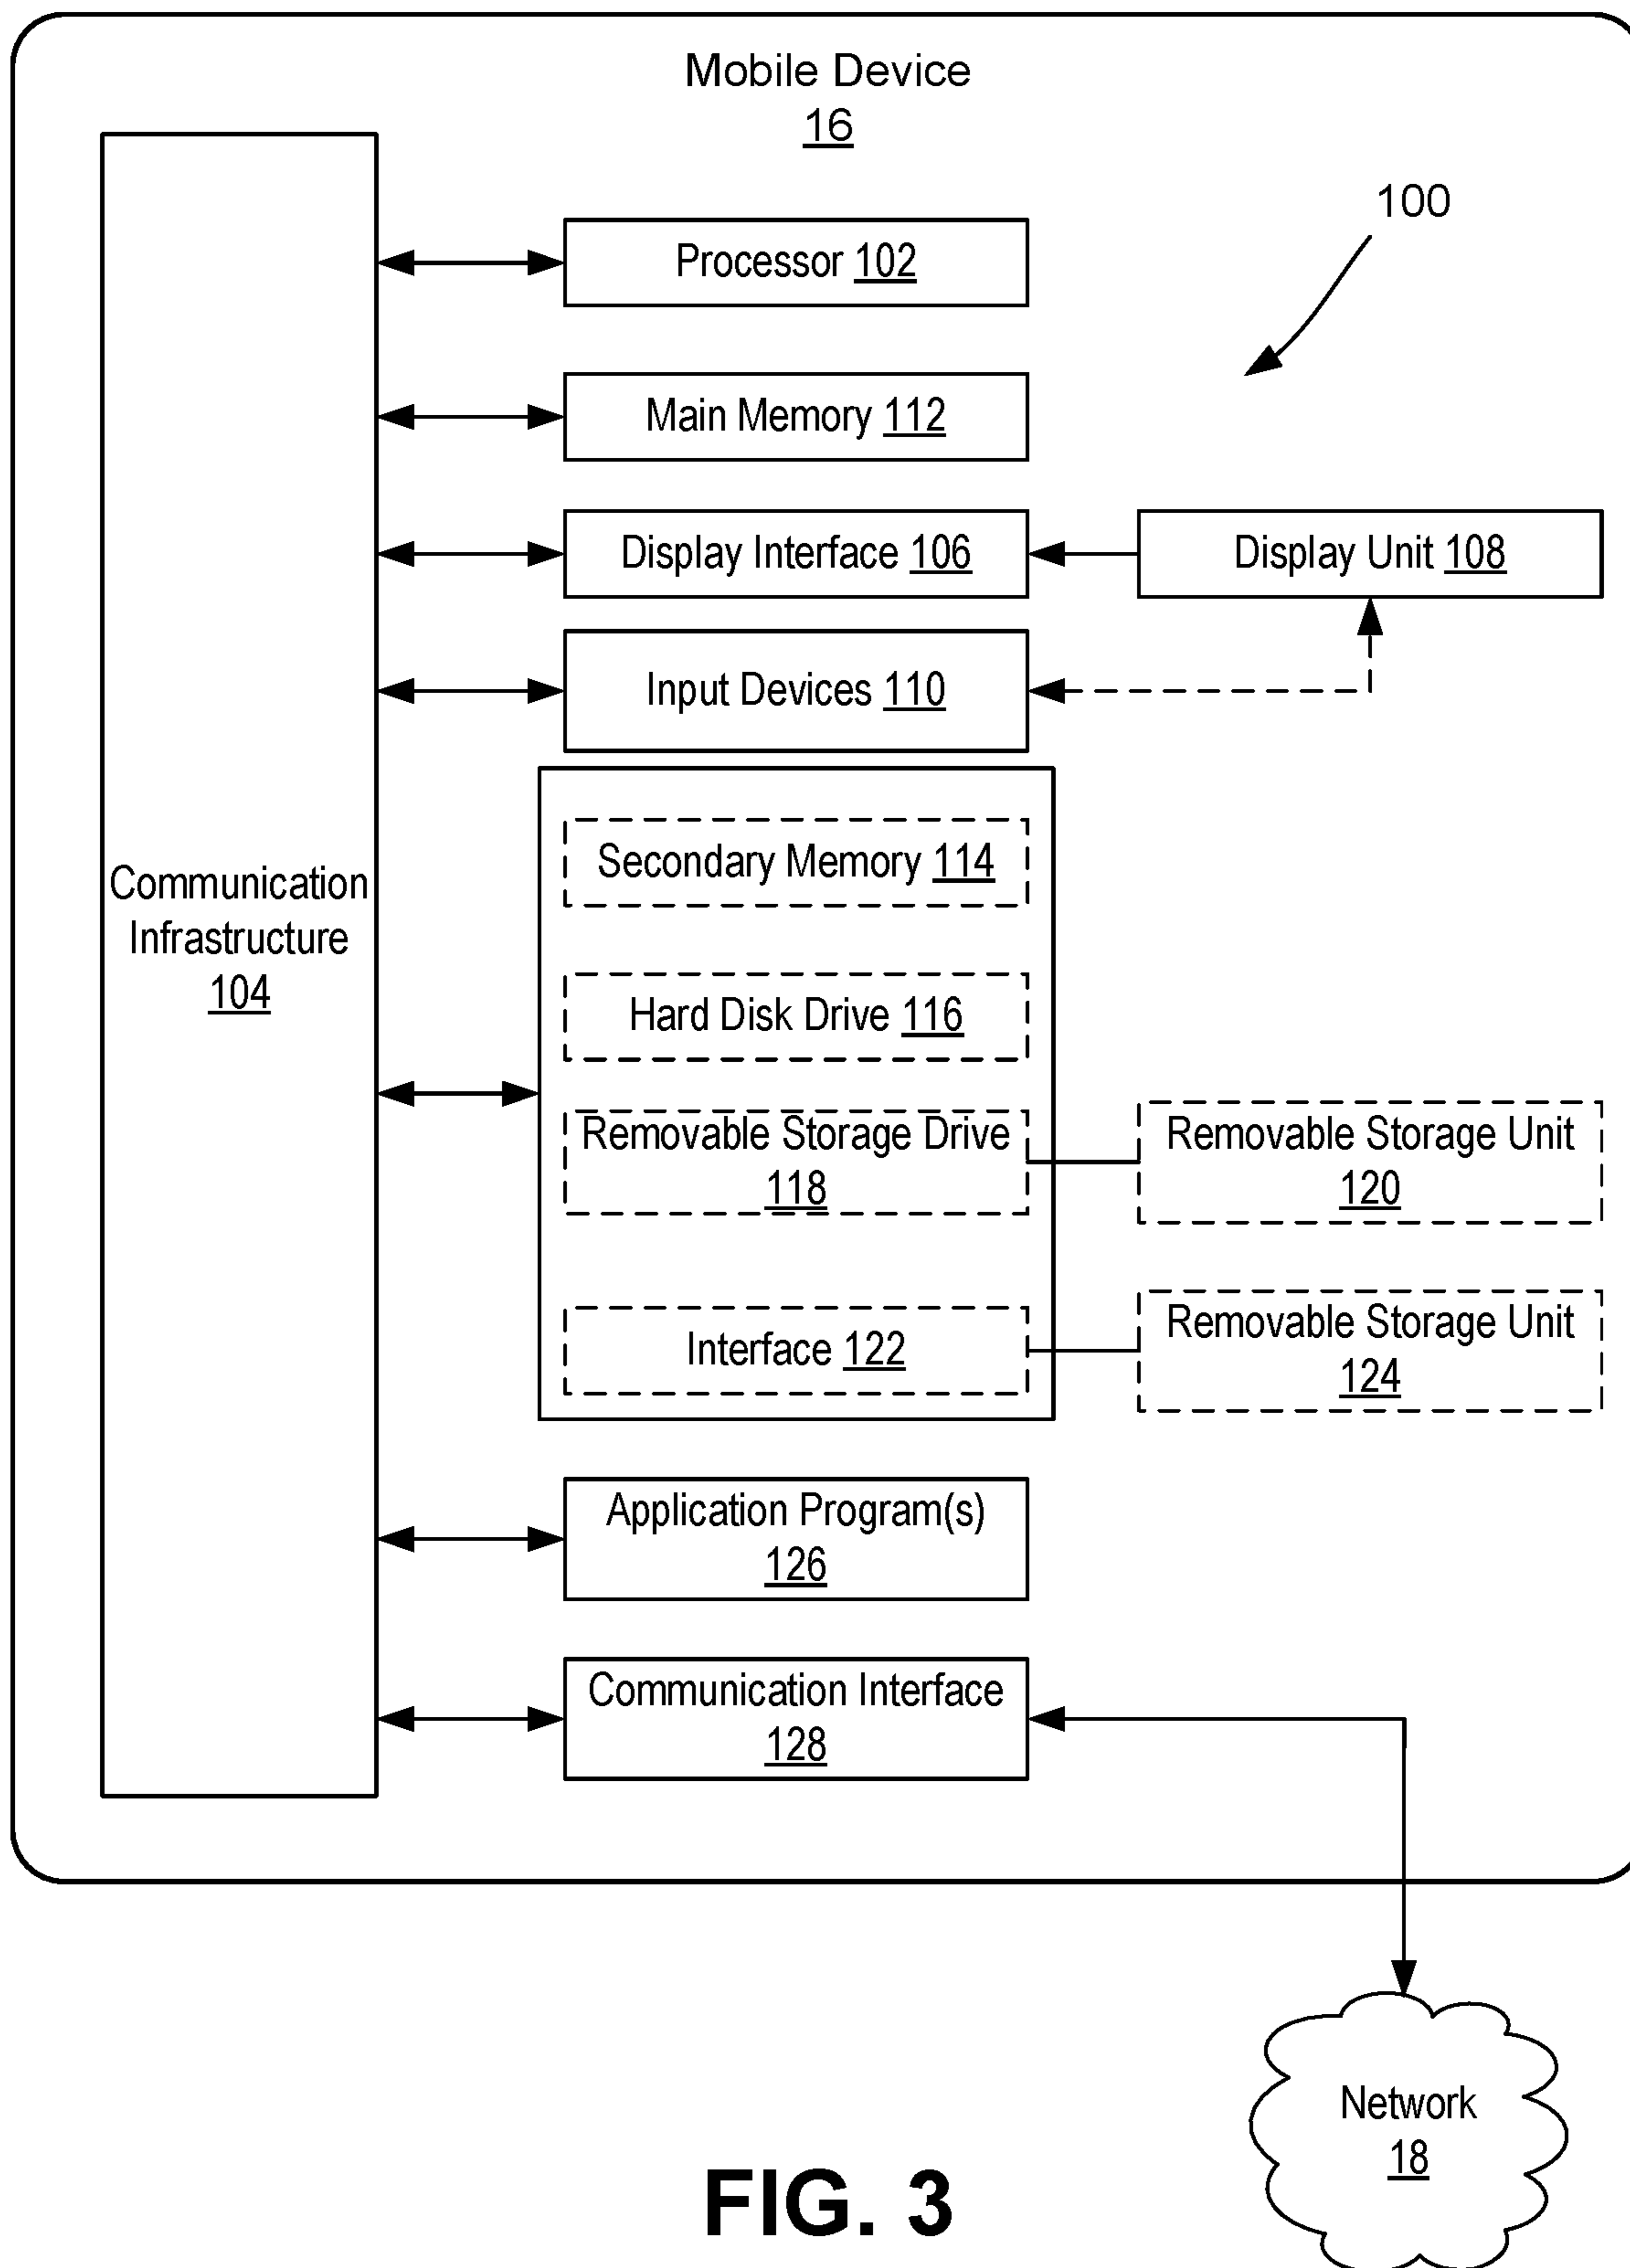 Mobile Device
16
100
Processor 102
Main Memory 112
Display Interface 106
Display Unit 108
Input Devices 110
Communication
Infrastructure
104
Secondary Memory 114
Hard Disk Drive 116
Removable Storage Drive
118
Removable Storage Unit
120
Interface 122
Removable Storage Unit
124
Application Program(s)
126
Communication Interface
128
Network
18
FIG. 3